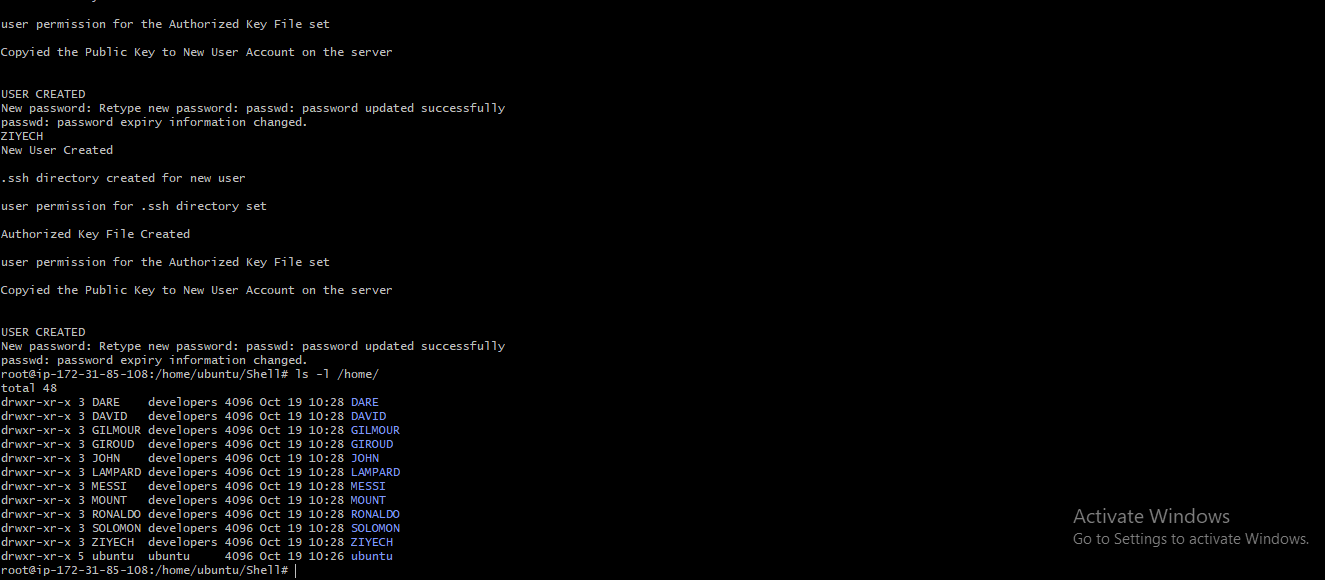 user permission for the Authorized Key File set
Copyied the Public Key to New User Account on the server
USER CREATED
New password: Retype new password: passwd: password updated successfully
passwd: password expiry information changed.
ZIYECH
New User Created
.ssh directory created for new user
user permission for .ssh directory set
Authorized Key File Created
user permission for the Authorized Key File set
Copyied the Public Key to New User Account on the server
USER CREATED
New password: Retype new password: passwd: password updated successfully
passwd: password expiry information changed.
root@ip-172-31-85-108:/home/ubuntu/Shell# ls -l /home/
total 48
drwxr-xr-x 3 DARE    developers 4096 Oct 19 10:28 DARE
drwxr-xr-x 3 DAVID   developers 4096 Oct 19 10:28 DAVID
drwxr-xr-x 3 GILMOUR developers 4096 Oct 19 10:28 GILMOUR
drwxr-xr-x 3 GIROUD  developers 4096 Oct 19 10:28 GIROUD
drwxr-xr-x 3 JOHN    developers 4096 Oct 19 10:28 JOHN
drwxr-xr-x 3 LAMPARD developers 4096 Oct 19 10:28 LAMPARD
drwxr-xr-x 3 MESSI   developers 4096 Oct 19 10:28 MESSI
drwxr-xr-x 3 MOUNT   developers 4096 Oct 19 10:28 MOUNT
drwxr-xr-x 3 RONALDO developers 4096 Oct 19 10:28 RONALDO
drwxr-xr-x 3 SOLOMON developers 4096 Oct 19 10:28 SOLOMON
drwxr-xr-x 3 ZIYECH  developers 4096 Oct 19 10:28 ZIYECH
drwxr-xr-x 5 ubuntu  ubuntu     4096 Oct 19 10:26 ubuntu
root@ip-172-31-85-108:/home/ubuntu/Shell#
Activate Windows
Go to Settings to activate Windows.